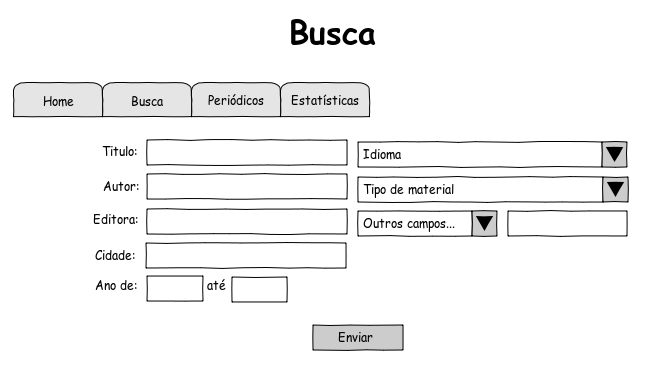 Busca
Home Busca Periódicos Estatísticas
Titulo: Idioma
Autor: Tipo de material
Editora: Outros campos...
Cidade:
Ano de: até
Enviar